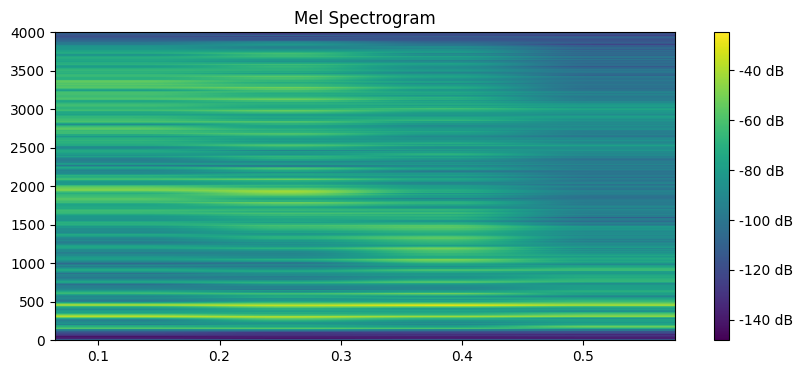 Mel Spectrogram
4000
3500
3000
2500
2000
1500
1000
500
0
0.1 0.2 0.3 0.4 0.5
-40 dB
-60 dB
-80 dB
-100 dB
-120 dB
-140 dB